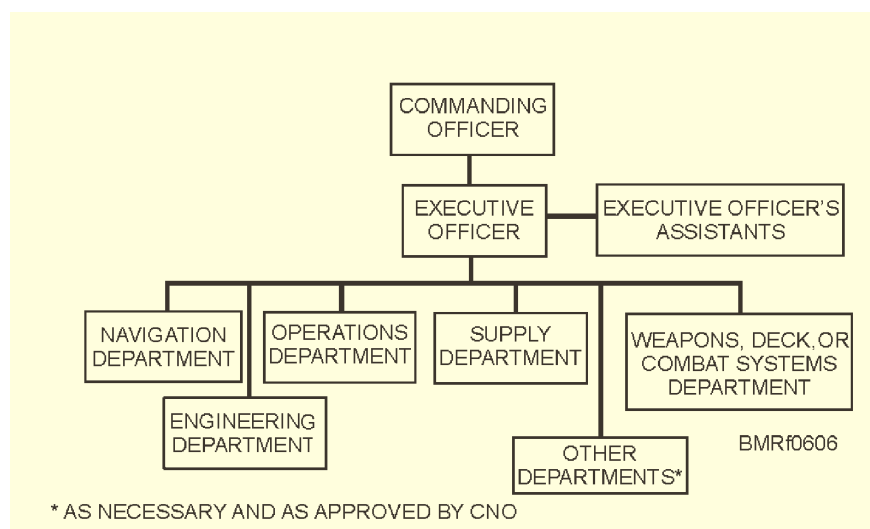 COMMANDING
OFFICER
EXECUTIVE
OFFICER
EXECUTIVE OFFICER'S
ASSISTANTS
NAVIGATION
DEPARTMENT
ENGINEERING
DEPARTMENT
OPERATIONS
DEPARTMENT
SUPPLY
DEPARTMENT
OTHER
DEPARTMENTS*
WEAPONS, DECK, OR
COMBAT SYSTEMS
DEPARTMENT
BMRf0606
* AS NECESSARY AND AS APPROVED BY CNO